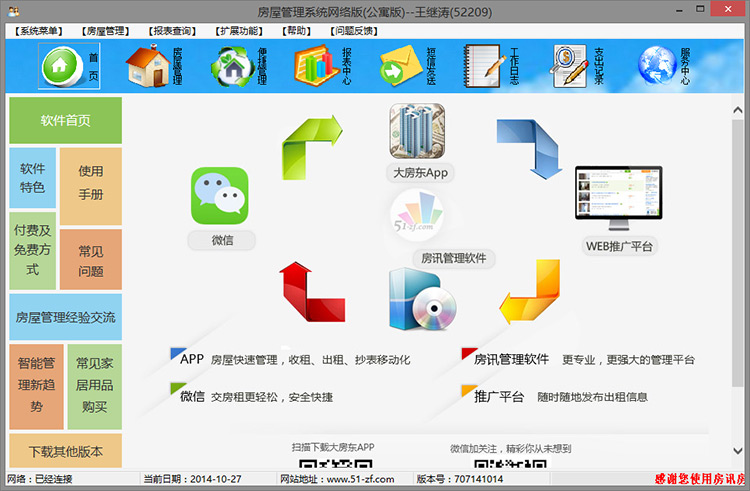 房屋管理系统网络版(公寓版)--王继涛(52209)
【系统菜单】 【房屋管理】 【报表查询】 【扩展功能】 【帮助】 【问题反馈】
首页 房屋管理 便捷管理 报表中心 短信发送 工作日志 支出记录 服务中心
软件首页
软件特色
使用手册
付费及免费方式
常见问题
房屋管理经验交流
智能管理新趋势
常见家居用品购买
下载其他版本
大房东App
微信
51-zf.com
WEB推广平台
房讯管理软件
APP 房屋快速管理，收租、出租、抄表移动化
房讯管理软件 更专业，更强大的管理平台
微信 交房租更轻松，安全快捷
推广平台 随时随地发布出租信息
扫描下载大房东APP
微信加关注，精彩你从未想到
网络：已经连接 当前日期：2014-10-27 网站地址：www.51-zf.com 版本号：707141014 感谢您使用房讯房